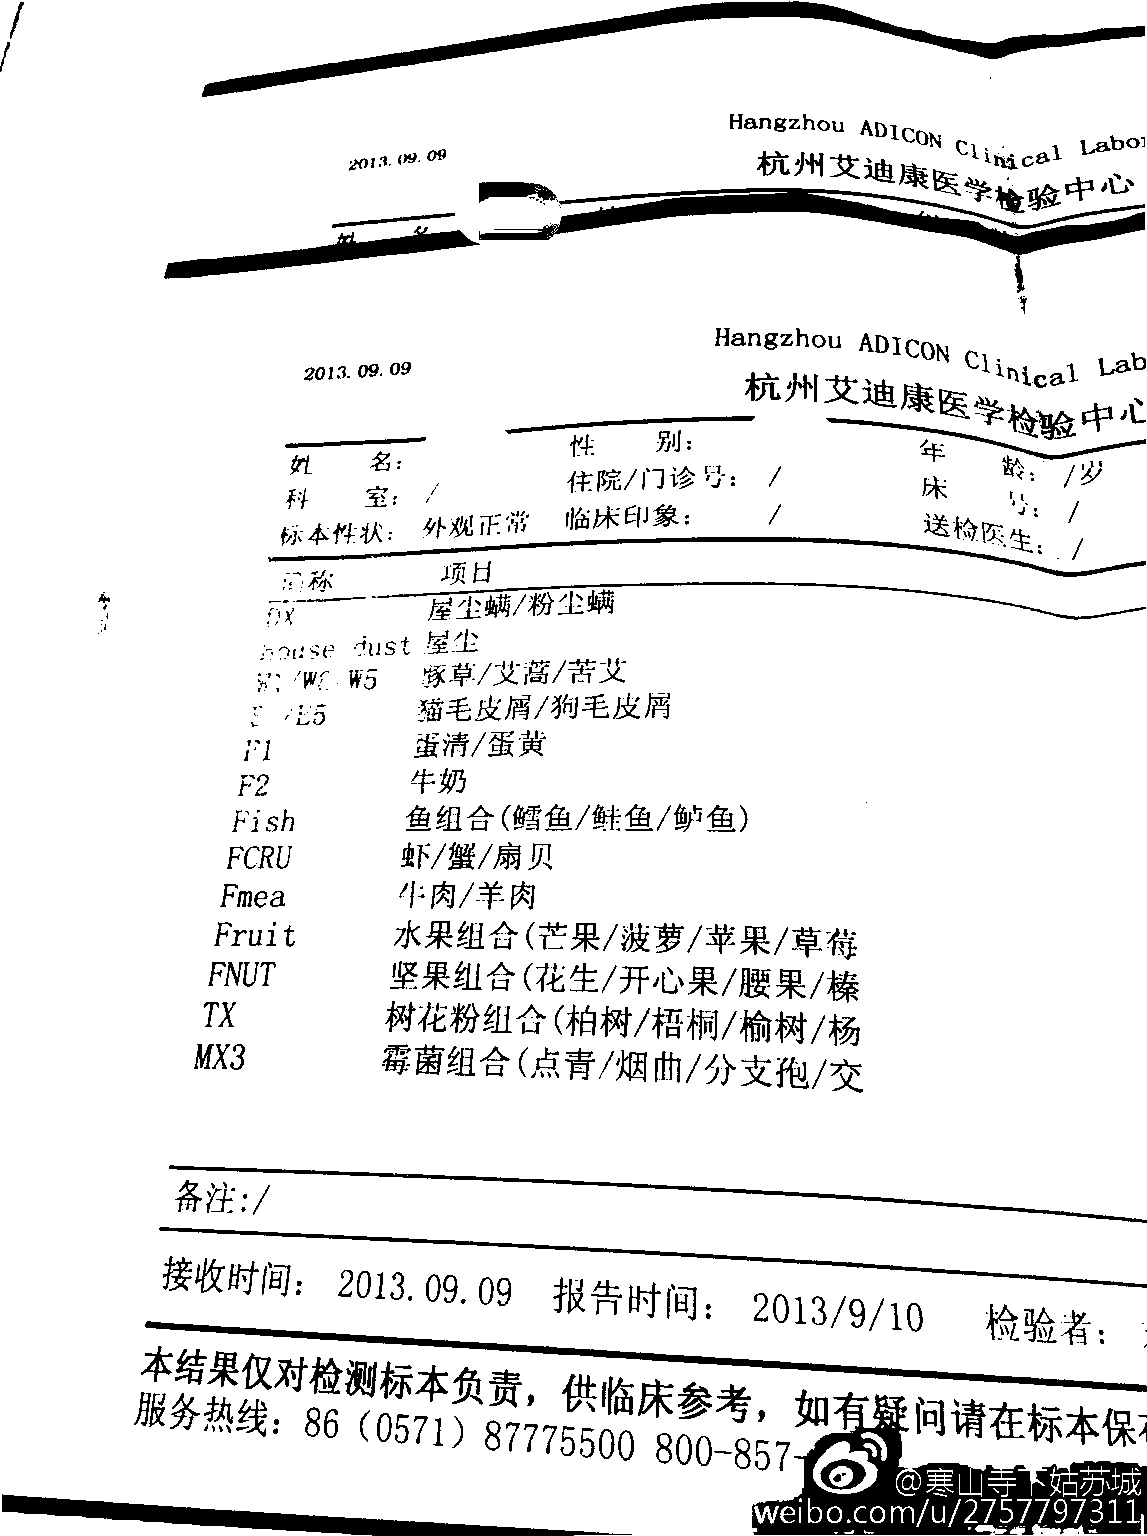 2013.09.09
Hangzhou ADICON Clinical Labo
杭州艾迪康医学检验中心
姓 名
2013.09.09
Hangzhou ADICON Clinical Lab
杭州艾迪康医学检验中心
姓 名： 性 别： 年 龄： /岁
科 室： / 住院/门诊号： / 床 号： /
标本性状： 外观正常 临床印象： / 送检医生： /
称 项目
DX 屋尘螨/粉尘螨
house dust 屋尘
W5 豚草/艾蒿/苦艾
/E5 猫毛皮屑/狗毛皮屑
F1 蛋清/蛋黄
F2 牛奶
Fish 鱼组合(鳕鱼/鲑鱼/鲈鱼)
FCRU 虾/蟹/扇贝
Fmea 牛肉/羊肉
Fruit 水果组合(芒果/菠萝/苹果/草莓
FNUT 坚果组合(花生/开心果/腰果/榛
TX 树花粉组合(柏树/梧桐/榆树/杨
MX3 霉菌组合(点青/烟曲/分支孢/交
备注:/
接收时间： 2013.09.09 报告时间： 2013/9/10 检验者：
本结果仅对检测标本负责，供临床参考，如有疑问请在标本保
服务热线：86 (0571) 87775500 800-857-
@寒山寺下姑苏城
weibo.com/u/2757797311